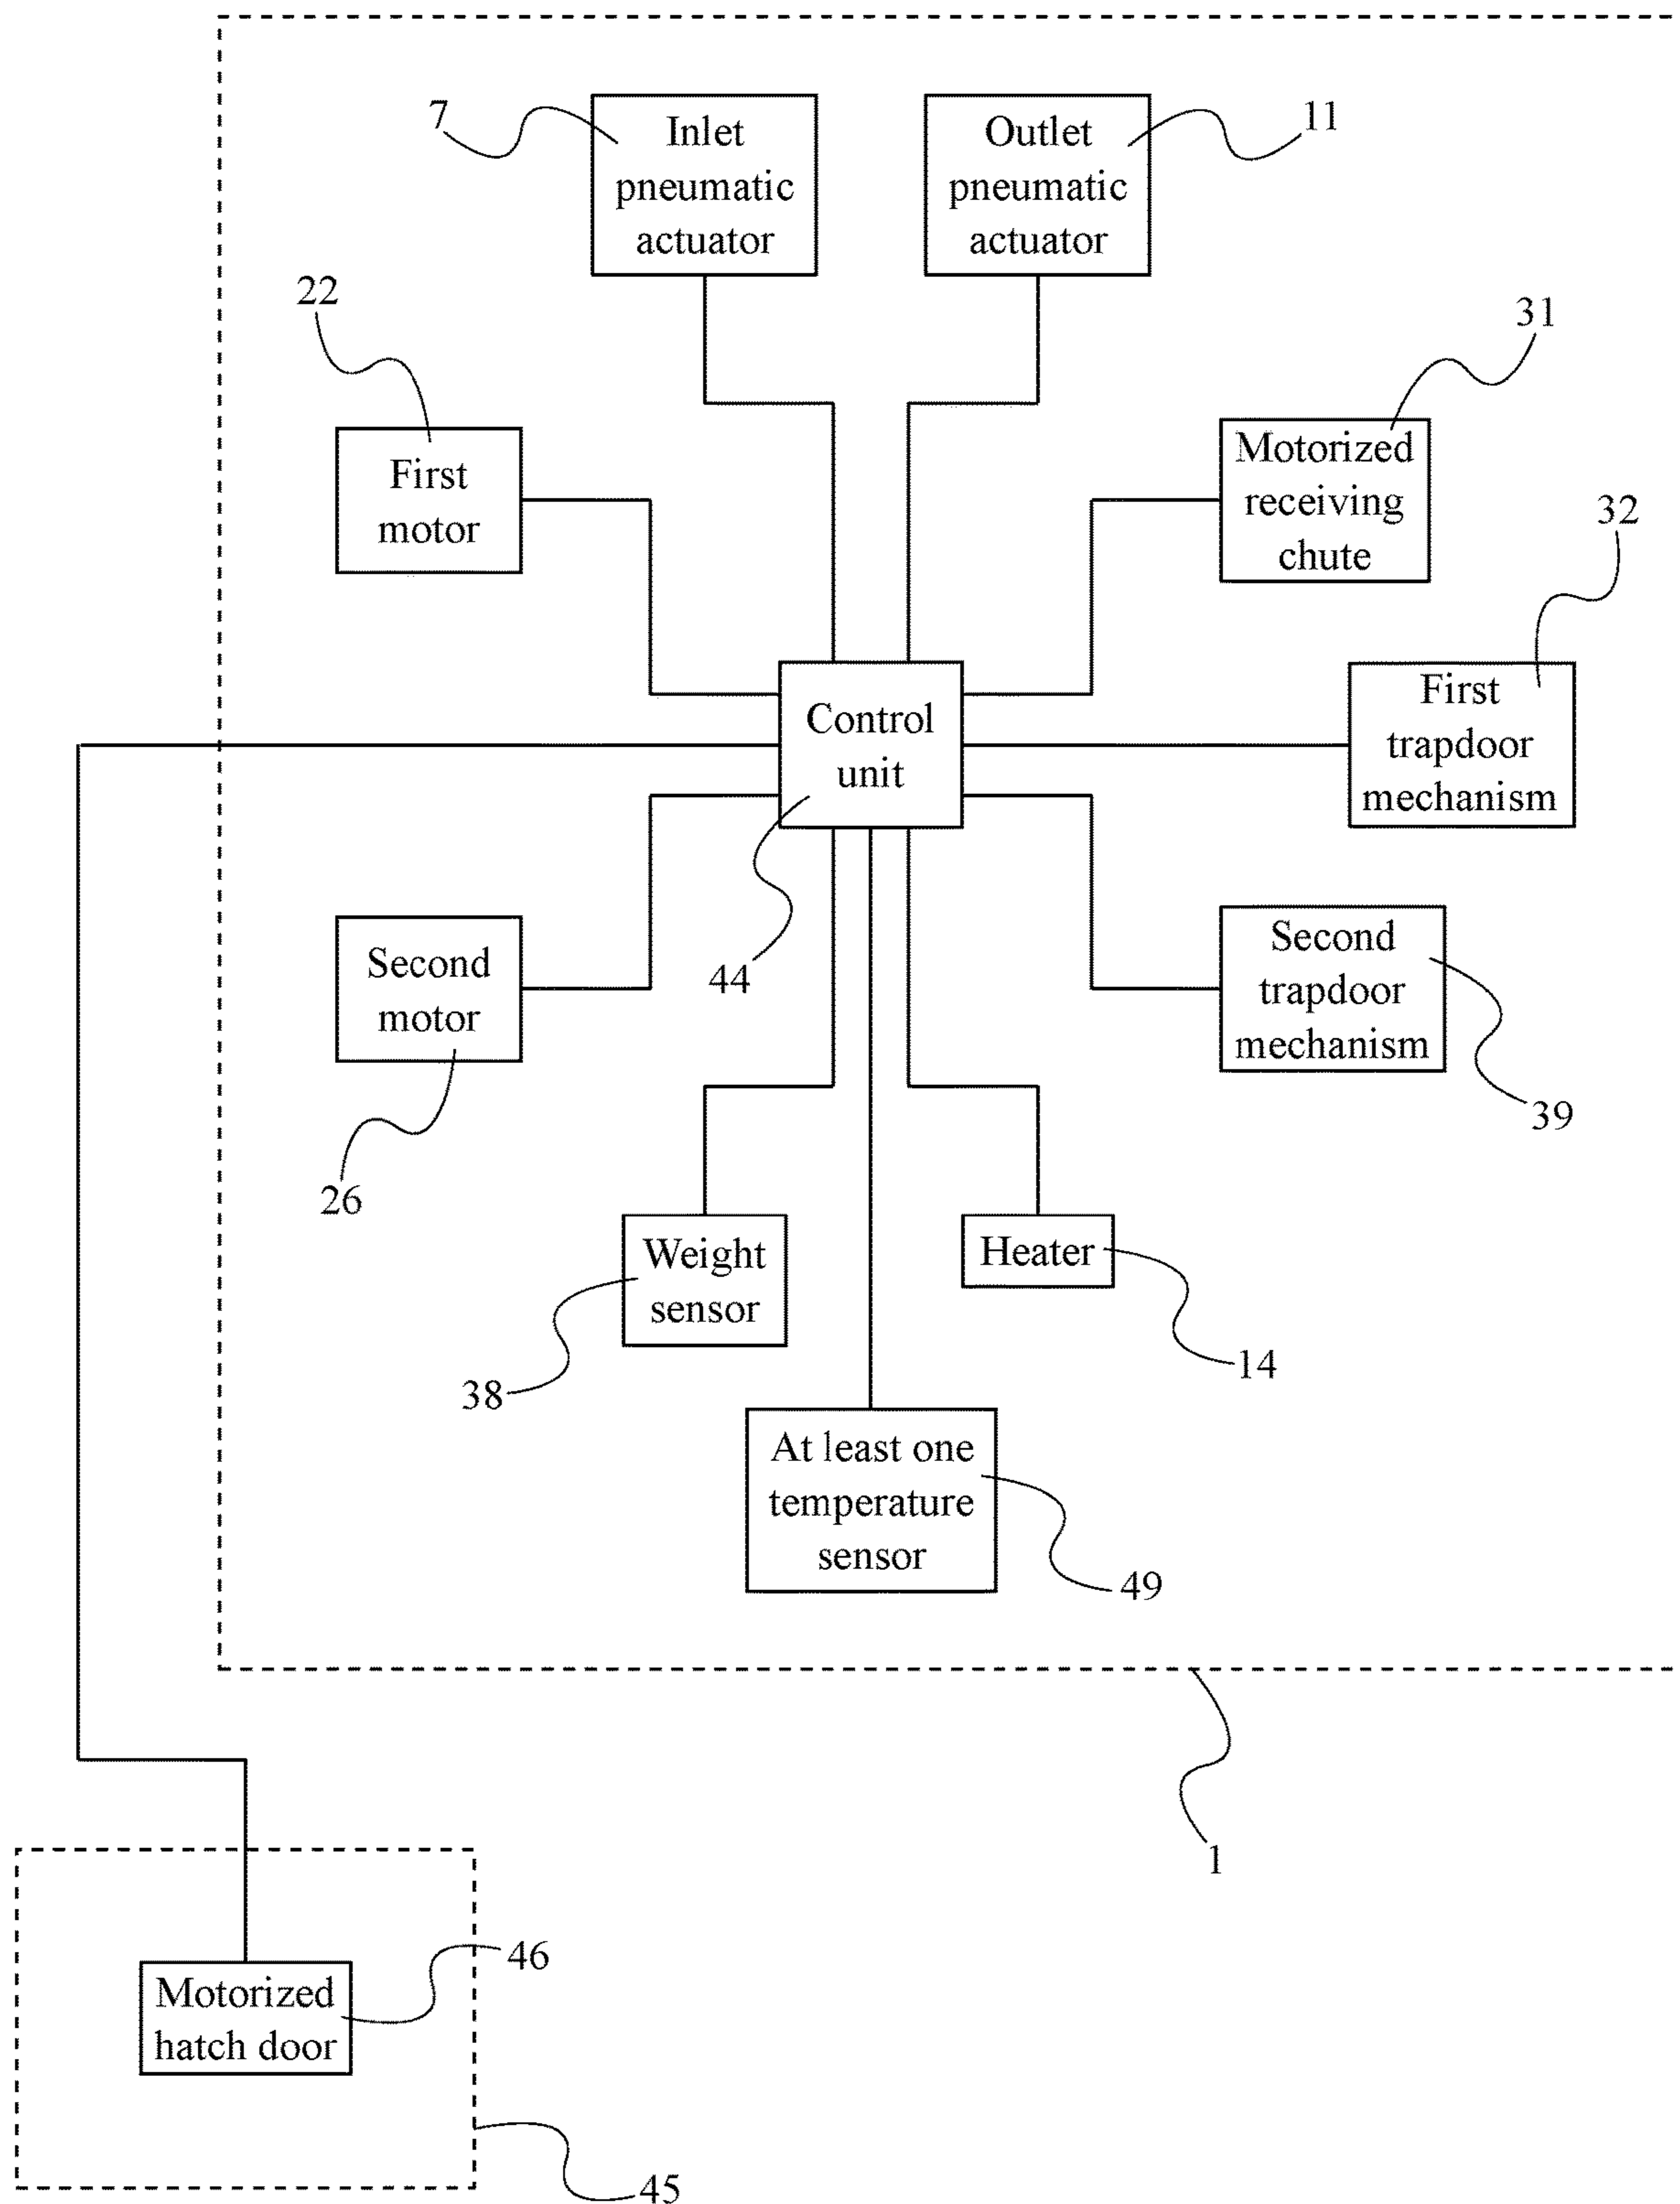 7
Inlet
pneumatic
actuator
Outlet
pneumatic
actuator
11
22
First
motor
31
Motorized
receiving
chute
32
First
trapdoor
mechanism
Control
unit
44
Second
motor
26
Second
trapdoor
mechanism
39
Weight
sensor
38
Heater
14
At least one
temperature
sensor
49
1
46
Motorized
hatch door
45